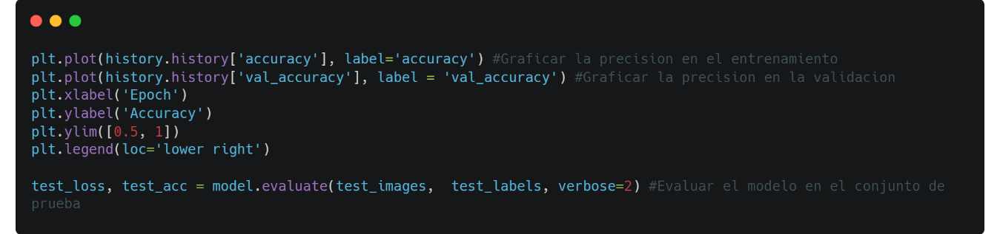 plt.plot(history.history['accuracy'], label='accuracy') #Graficar la precision en el entrenamiento
plt.plot(history.history['val_accuracy'], label = 'val_accuracy') #Graficar la precision en la validacion
plt.xlabel('Epoch')
plt.ylabel('Accuracy')
plt.ylim([0.5, 1])
plt.legend(loc='lower right')

test_loss, test_acc = model.evaluate(test_images,  test_labels, verbose=2) #Evaluar el modelo en el conjunto de
prueba